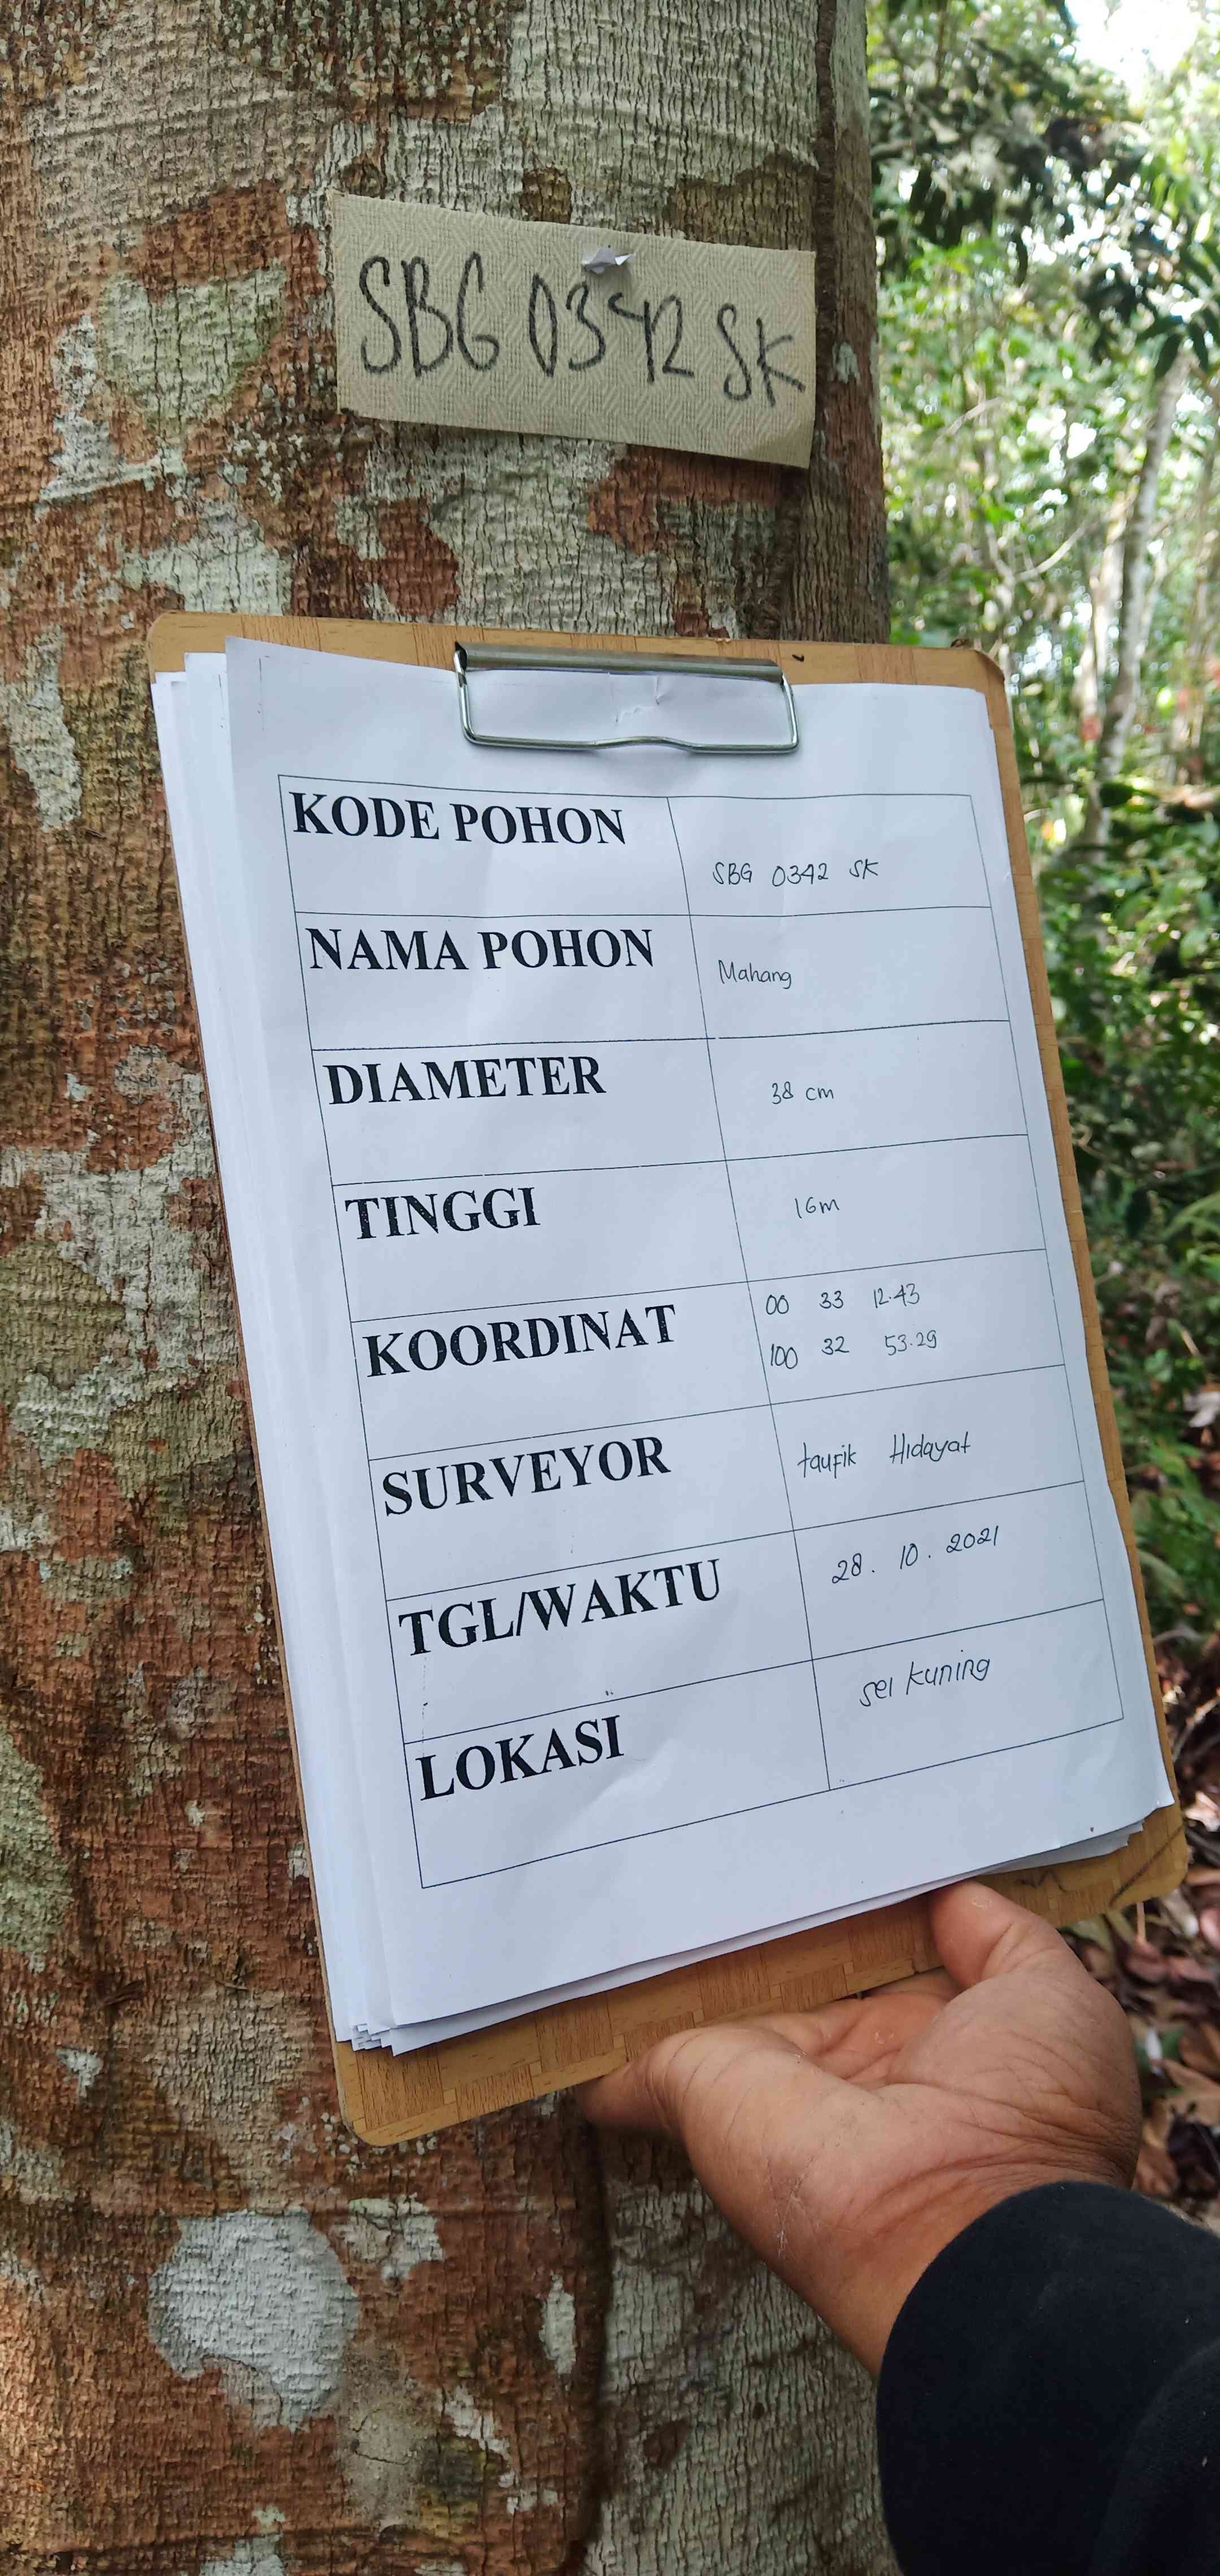 SBG 0342 SK
KODE POHON SBG 0342 SK
NAMA POHON Mahang
DIAMETER 38 cm
TINGGI 16m
KOORDINAT 00 33 12.43
100 32 53.29
SURVEYOR taufik Hidayat
TGL/WAKTU 28. 10. 2021
LOKASI sei kuning